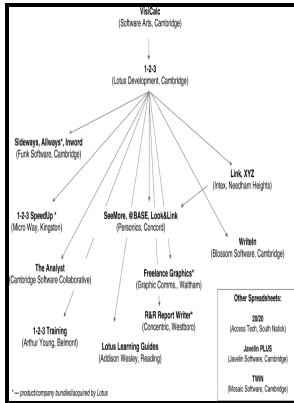 VisiCalc
(Software Arts, Cambridge)
1-2-3
(Lotus Development, Cambridge)
Sideways, Allways*, Inword
(Funk Software, Cambridge)
Link, XYZ
(Intex, Needham Heights)
1-2-3 SpeedUp *
(Micro Way, Kingston)
SeeMore, @BASE, Look&Link
(Personics, Concord)
WriteIn
(Blossom Software, Cambridge)
The Analyst
(Cambridge Software Collaborative)
Freelance Graphics*
(Graphic Comms., Waltham)
1-2-3 Training
(Arthur Young, Belmont)
R&R Report Writer*
(Concentric, Westboro)
Lotus Learning Guides
(Addison Wesley, Reading)
Other Spreadsheets:
20/20
(Access Tech, South Natick)
Javelin PLUS
(Javelin Software, Cambridge)
TWIN
(Mosaic Software, Cambridge)
* — product/company bundled/acquired by Lotus